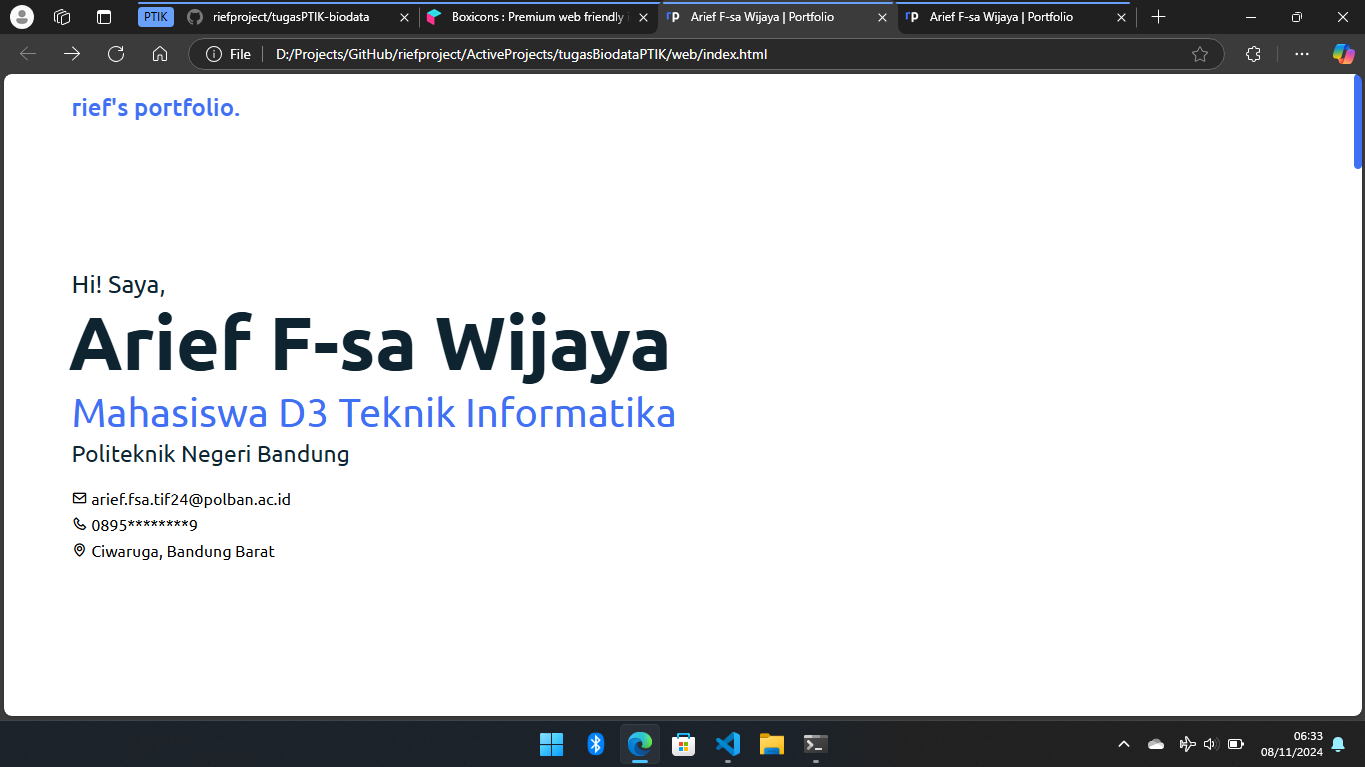 PTIK
riefproject/tugasPTIK-biodata
Boxicons : Premium web friendly
Arief F-sa Wijaya | Portfolio
Arief F-sa Wijaya | Portfolio
File
D:/Projects/GitHub/riefproject/ActiveProjects/tugasBiodataPTIK/web/index.html
rief's portfolio.
Hi! Saya,
Arief F-sa Wijaya
Mahasiswa D3 Teknik Informatika
Politeknik Negeri Bandung
arief.fsa.tif24@polban.ac.id
0895********9
Ciwaruga, Bandung Barat
06:33
08/11/2024